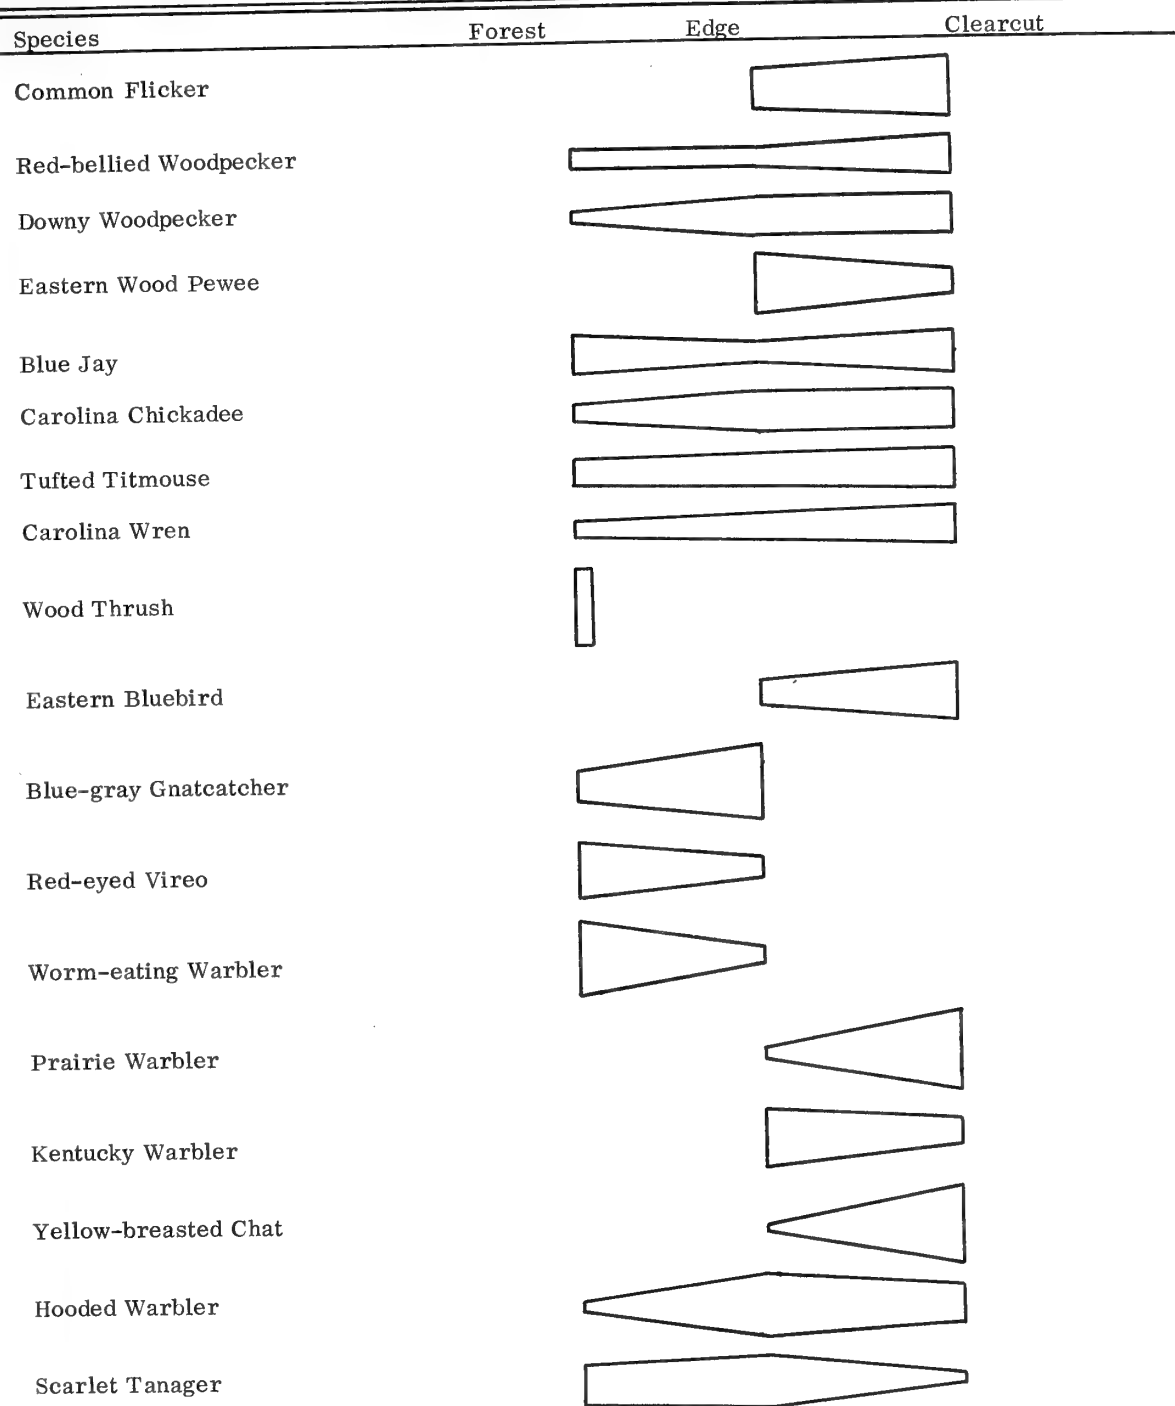 Species Forest Edge Clearcut
Common Flicker
Red-bellied Woodpecker
Downy Woodpecker
Eastern Wood Pewee
Blue Jay
Carolina Chickadee
Tufted Titmouse
Carolina Wren
Wood Thrush
Eastern Bluebird
Blue-gray Gnatcatcher
Red-eyed Vireo
Worm-eating Warbler
Prairie Warbler
Kentucky Warbler
Yellow-breasted Chat
Hooded Warbler
Scarlet Tanager